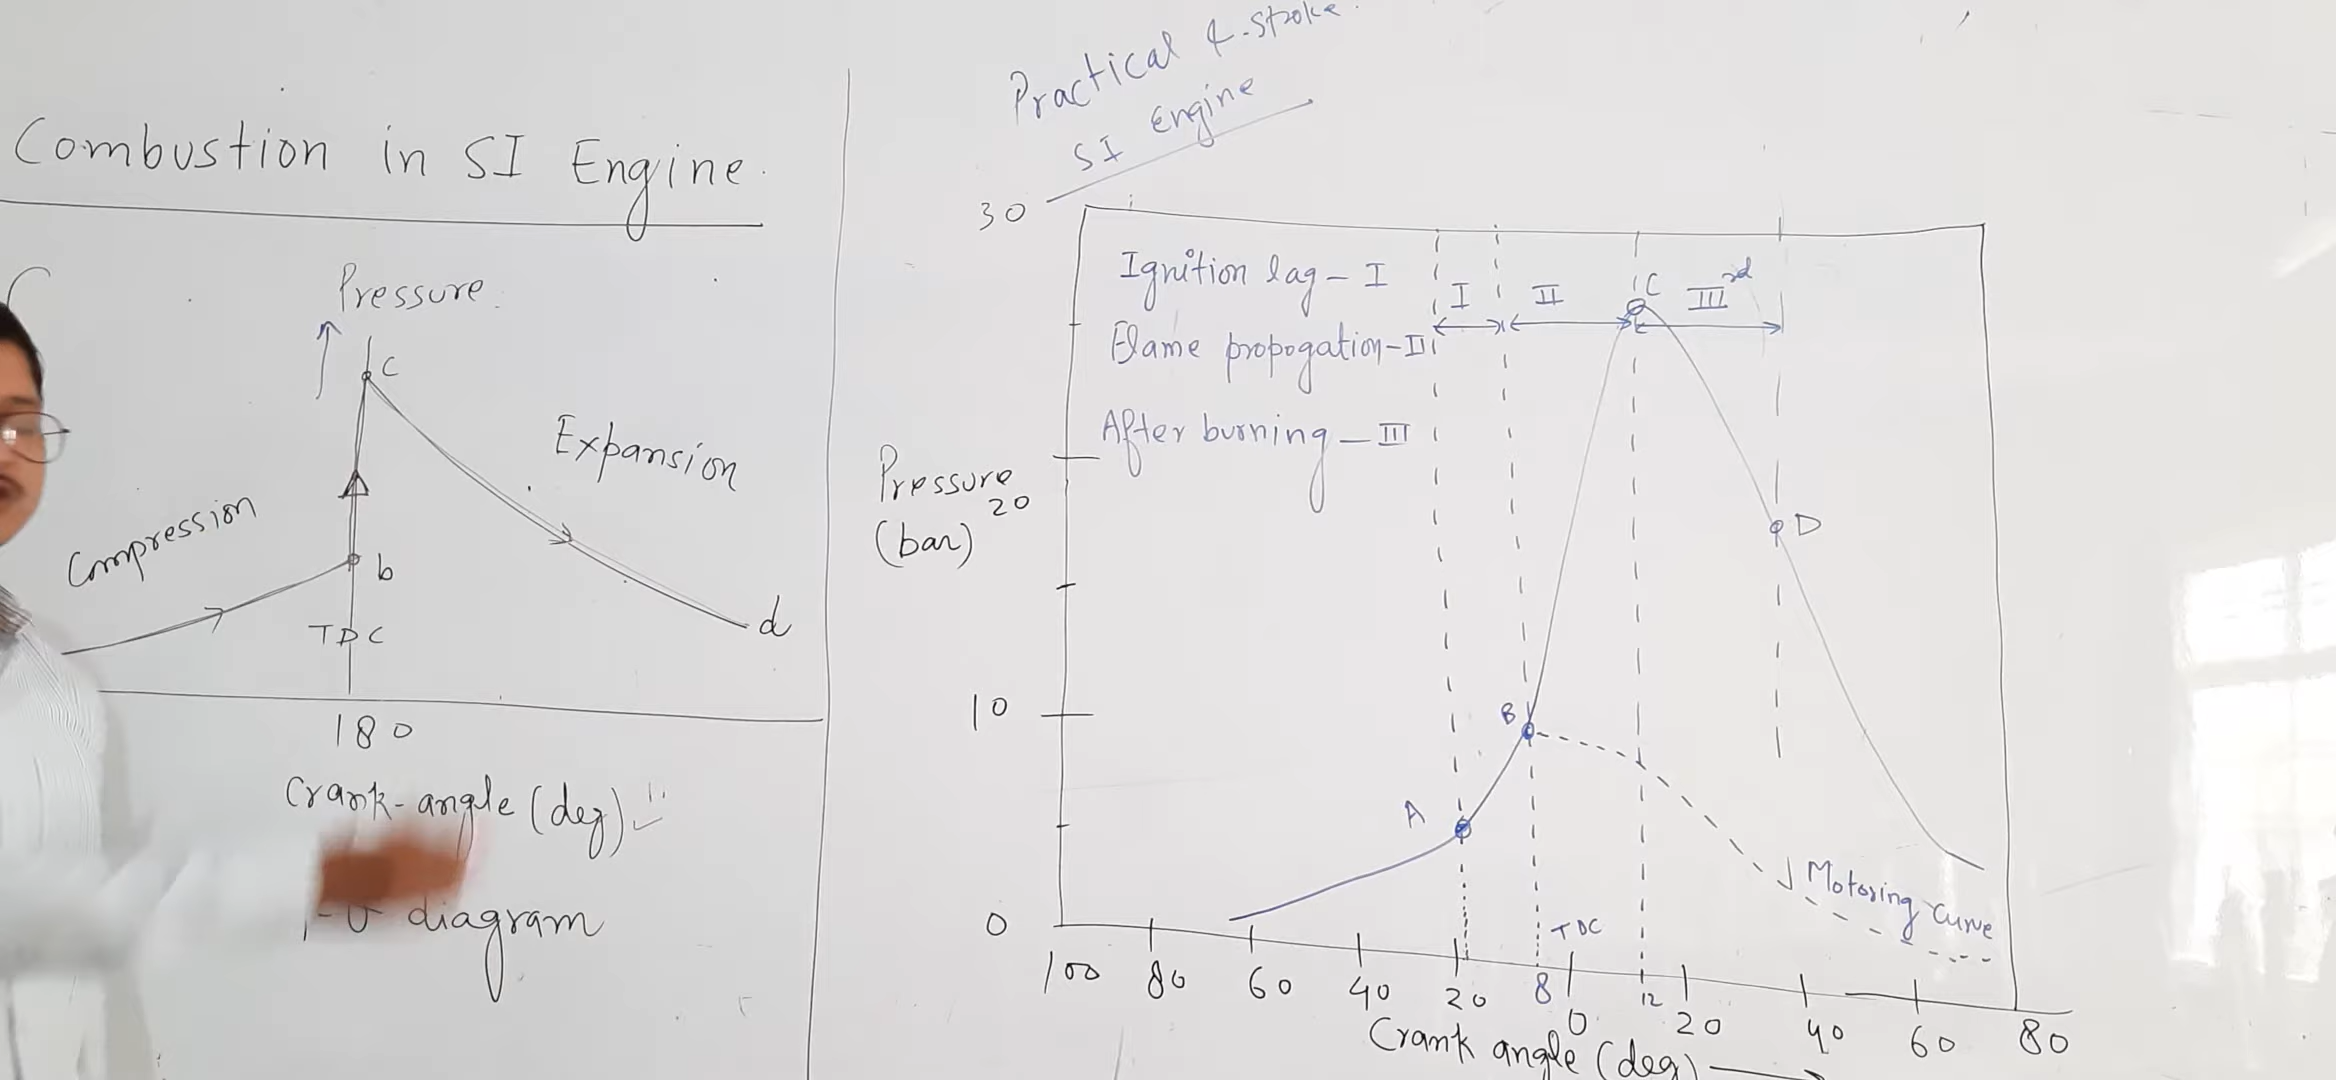 Combustion in SI Engine.
Pressure.
c
Expansion
Compression
b
TDC
d
180
Crank-angle (deg)
diagram
Practical 4-stroke
SI Engine
30
Ignition lag - I
Flame propogation - II
After burning - III
I II III rd
C
Pressure
20
(bar)
D
10
B
A
Motoring curve
0
TDC
100 80 60 40 20 8 0 12 20 40 60 80
Crank angle (deg)